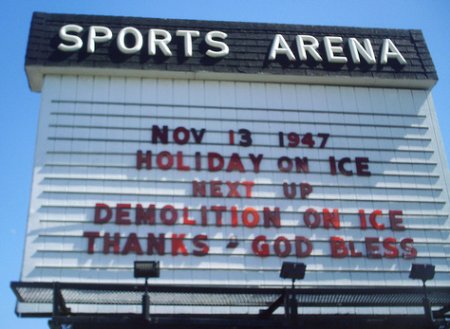 SPORTS ARENA
NOV 13 1947
HOLIDAY ON ICE
NEXT UP
DEMOLITION ON ICE
THANKS - GOD BLESS